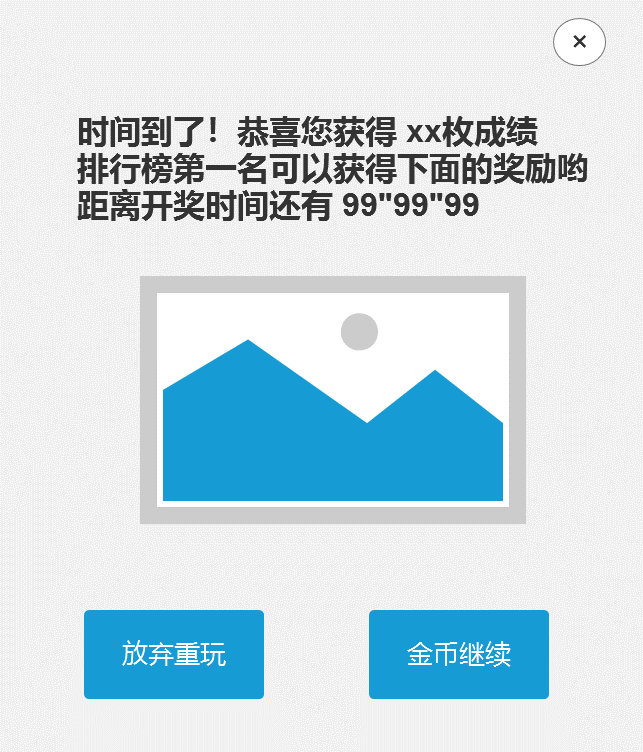 ×
时间到了！恭喜您获得 xx枚成绩
排行榜第一名可以获得下面的奖励哟
距离开奖时间还有 99"99"99
放弃重玩
金币继续